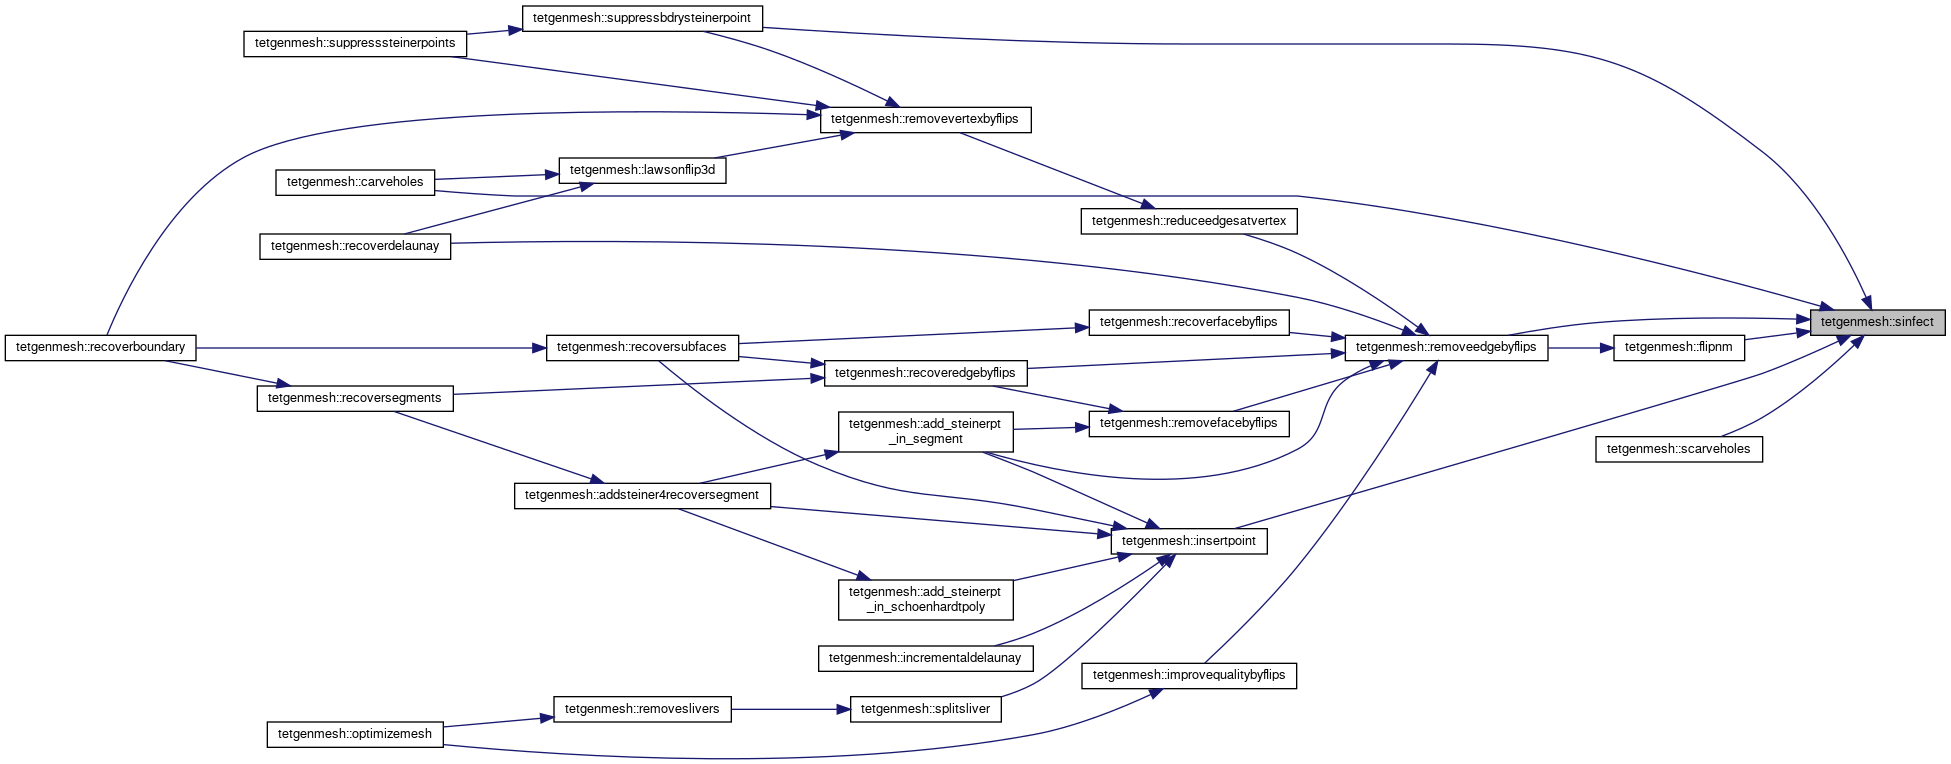 tetgenmesh::suppressbdrysteinerpoint
tetgenmesh::suppresssteinerpoints
tetgenmesh::removevertexbyflips
tetgenmesh::lawsonflip3d
tetgenmesh::carveholes
tetgenmesh::reduceedgesatvertex
tetgenmesh::recoverdelaunay
tetgenmesh::recoverfacebyflips
tetgenmesh::sinfect
tetgenmesh::recoverboundary
tetgenmesh::recoversubfaces
tetgenmesh::removeedgebyflips
tetgenmesh::flipnm
tetgenmesh::recoveredgebyflips
tetgenmesh::recoversegments
tetgenmesh::add_steinerpt
_in_segment
tetgenmesh::removefacebyflips
tetgenmesh::scarveholes
tetgenmesh::addsteiner4recoversegment
tetgenmesh::insertpoint
tetgenmesh::add_steinerpt
_in_schoenhardtpoly
tetgenmesh::incrementaldelaunay
tetgenmesh::improvequalitybyflips
tetgenmesh::removeslivers
tetgenmesh::splitsliver
tetgenmesh::optimizemesh